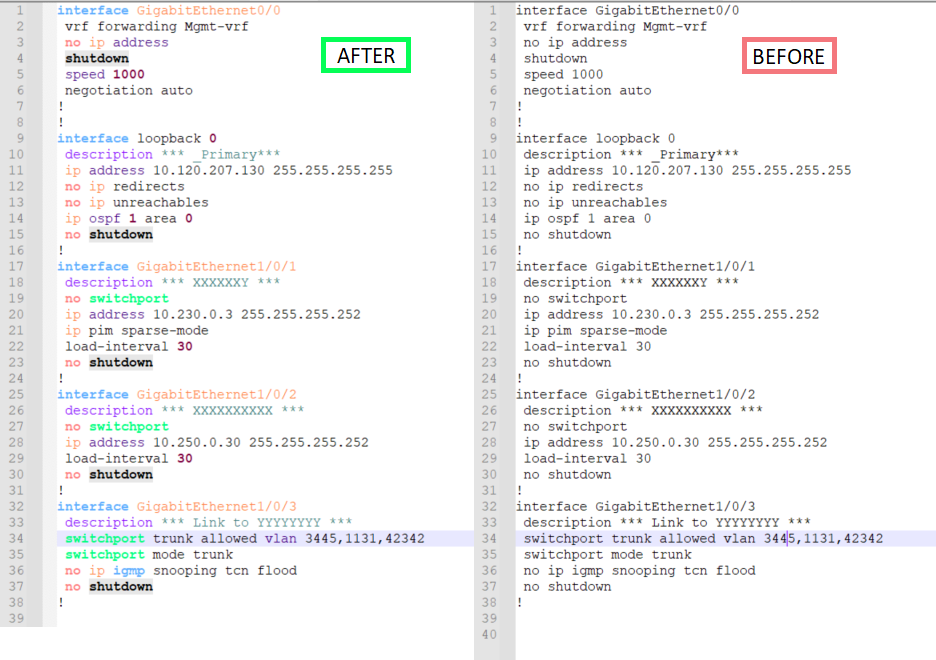 1 interface GigabitEthernet0/0
2 vrf forwarding Mgmt-vrf
3 no ip address
4 shutdown
5 speed 1000
6 negotiation auto
7 !
8 !
9 interface loopback 0
10 description *** _Primary***
11 ip address 10.120.207.130 255.255.255.255
12 no ip redirects
13 no ip unreachables
14 ip ospf 1 area 0
15 no shutdown
16 !
17 interface GigabitEthernet1/0/1
18 description *** XXXXXXY ***
19 no switchport
20 ip address 10.230.0.3 255.255.255.252
21 ip pim sparse-mode
22 load-interval 30
23 no shutdown
24 !
25 interface GigabitEthernet1/0/2
26 description *** XXXXXXXXXX ***
27 no switchport
28 ip address 10.250.0.30 255.255.255.252
29 load-interval 30
30 no shutdown
31 !
32 interface GigabitEthernet1/0/3
33 description *** Link to YYYYYYYY ***
34 switchport trunk allowed vlan 3445,1131,42342
35 switchport mode trunk
36 no ip igmp snooping tcn flood
37 no shutdown
38 !
39
AFTER
1 interface GigabitEthernet0/0
2 vrf forwarding Mgmt-vrf
3 no ip address
4 shutdown
5 speed 1000
6 negotiation auto
7 !
8 !
9 interface loopback 0
10 description *** _Primary***
11 ip address 10.120.207.130 255.255.255.255
12 no ip redirects
13 no ip unreachables
14 ip ospf 1 area 0
15 no shutdown
16 !
17 interface GigabitEthernet1/0/1
18 description *** XXXXXXY ***
19 no switchport
20 ip address 10.230.0.3 255.255.255.252
21 ip pim sparse-mode
22 load-interval 30
23 no shutdown
24 !
25 interface GigabitEthernet1/0/2
26 description *** XXXXXXXXXX ***
27 no switchport
28 ip address 10.250.0.30 255.255.255.252
29 load-interval 30
30 no shutdown
31 !
32 interface GigabitEthernet1/0/3
33 description *** Link to YYYYYYYY ***
34 switchport trunk allowed vlan 3445,1131,42342
35 switchport mode trunk
36 no ip igmp snooping tcn flood
37 no shutdown
38 !
39
40
BEFORE